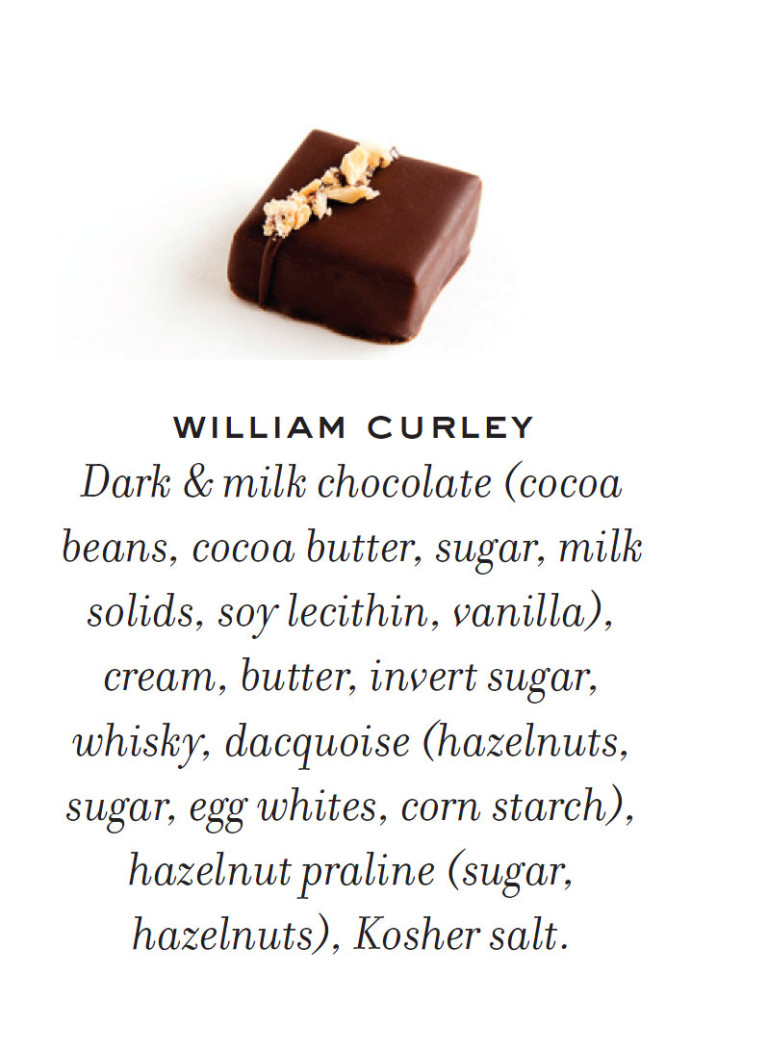 WILLIAM CURLEY
Dark & milk chocolate (cocoa
beans, cocoa butter, sugar, milk
solids, soy lecithin, vanilla),
cream, butter, invert sugar,
whisky, dacquoise (hazelnuts,
sugar, egg whites, corn starch),
hazelnut praline (sugar,
hazelnuts), Kosher salt.